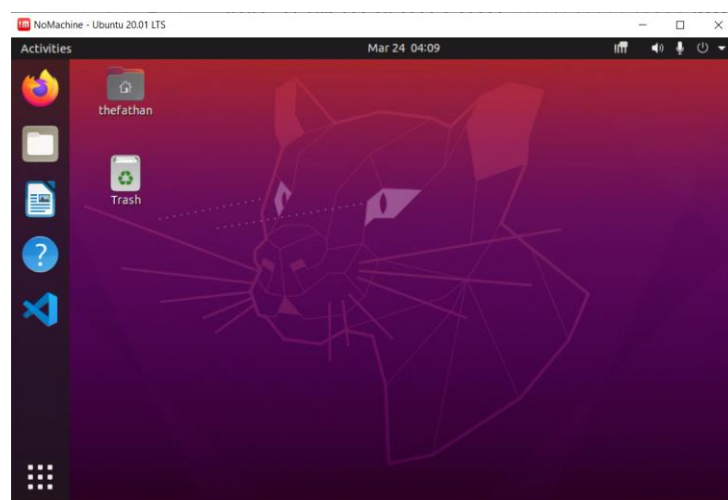 NoMachine - Ubuntu 20.01 LTS
Activities
Mar 24 04:09
thefathan
Trash